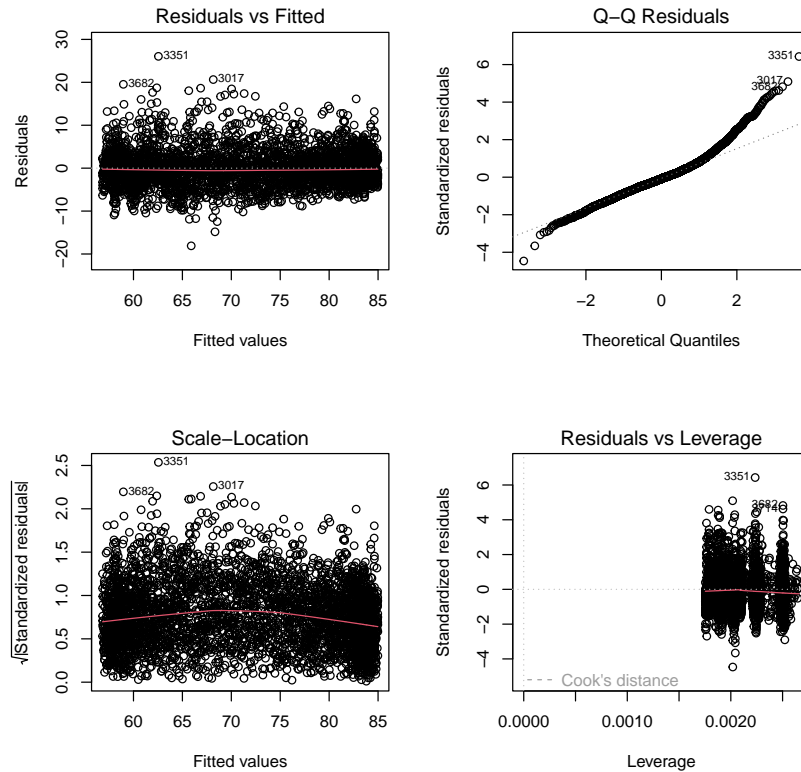 Residuals vs Fitted
30
20
10
0
−10
−20
Residuals
3351
3682
3017
60 65 70 75 80 85
Fitted values
Q−Q Residuals
6
4
2
0
−2
−4
Standardized residuals
3351
3017
−2 0 2
Theoretical Quantiles
Scale−Location
2.5
2.0
1.5
1.0
0.5
0.0
√|Standardized residuals|
3351
3682
3017
60 65 70 75 80 85
Fitted values
Residuals vs Leverage
6
4
2
0
−2
−4
Standardized residuals
3351
3682
Cook's distance
0.0000 0.0010 0.0020
Leverage